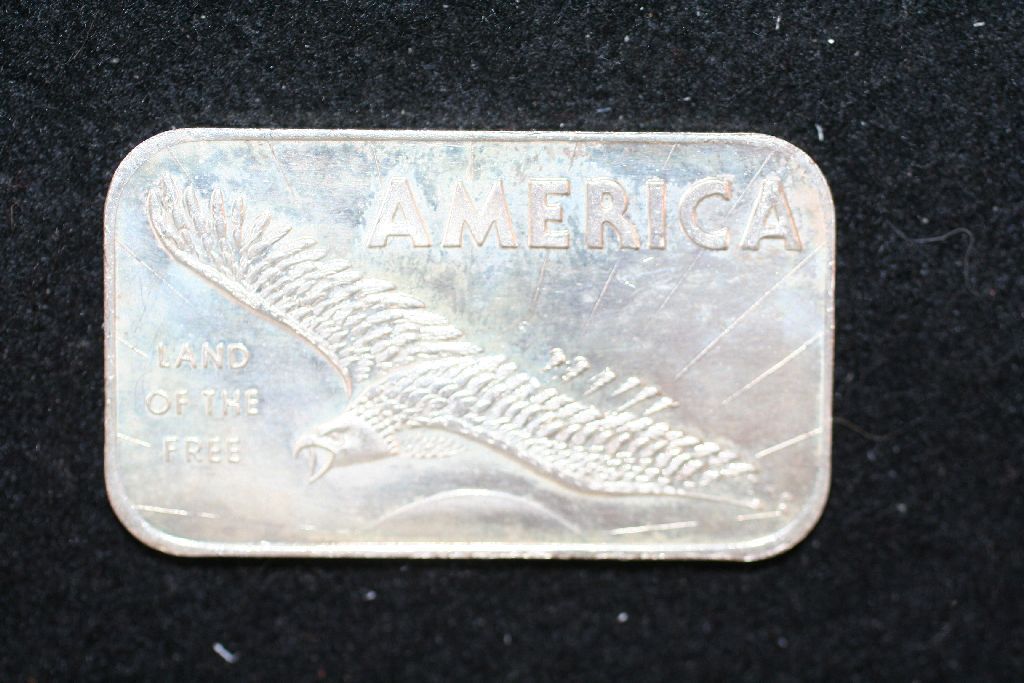 AMERICA
LAND
OF THE
FREE